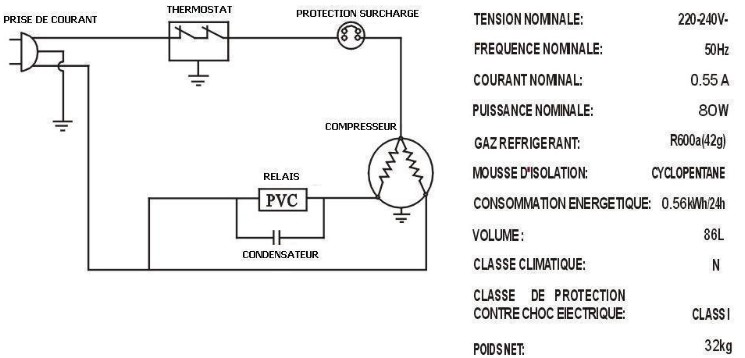 PRISE DE COURANT
THERMOSTAT
PROTECTION SURCHARGE
COMPRESSEUR
RELAIS
PVC
CONDENSATEUR
TENSION NOMINALE: 220-240V-
FREQUENCE NOMINALE: 50Hz
COURANT NOMINAL: 0.55 A
PUISSANCE NOMINALE: 80W
GAZ REFRIGERANT: R600a(42g)
MOUSSE D'ISOLATION: CYCLOPENTANE
CONSOMMATION ENERGETIQUE: 0.56kWh/24h
VOLUME: 86L
CLASSE CLIMATIQUE: N
CLASSE DE PROTECTION
CONTRE CHOC ElECTRIQUE: CLASS I
POIDS NET: 32kg